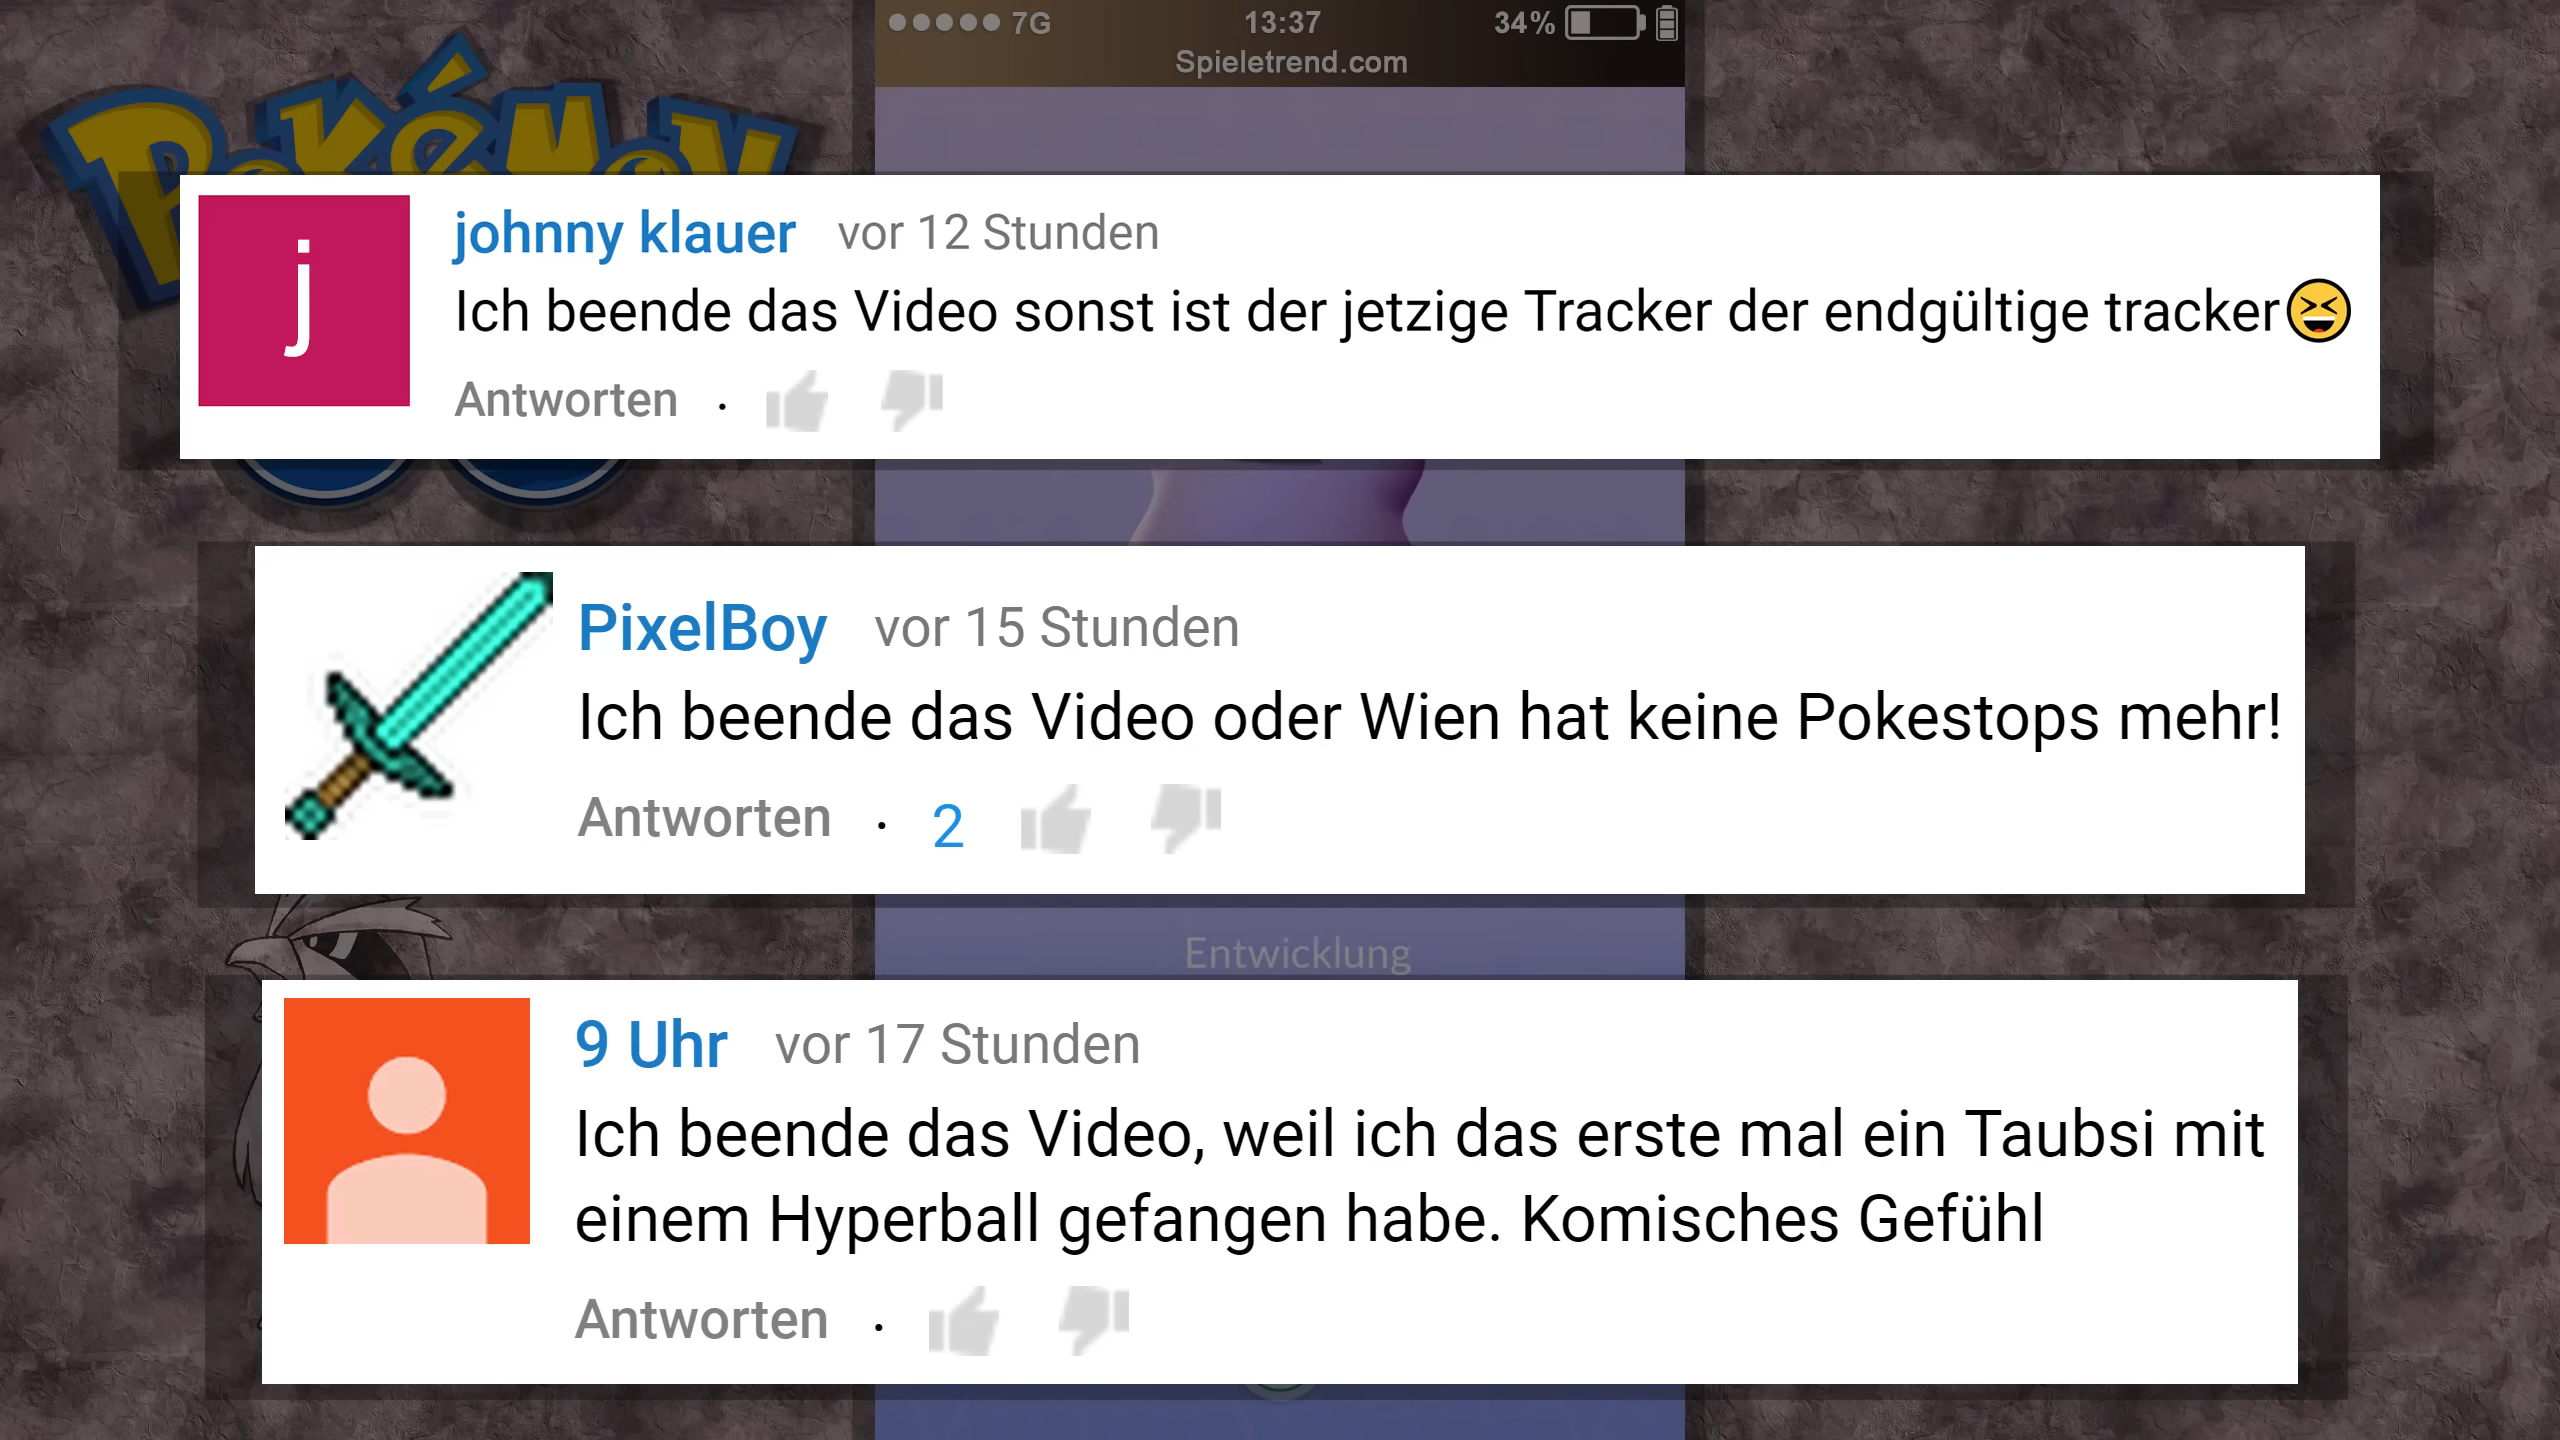 7G 13:37 34%
Spieletrend.com
Pokémon
j
johnny klauer vor 12 Stunden
Ich beende das Video sonst ist der jetzige Tracker der endgültige tracker😆
Antworten ·
PixelBoy vor 15 Stunden
Ich beende das Video oder Wien hat keine Pokestops mehr!
Antworten · 2
Entwicklung
9 Uhr vor 17 Stunden
Ich beende das Video, weil ich das erste mal ein Taubsi mit
einem Hyperball gefangen habe. Komisches Gefühl
Antworten ·